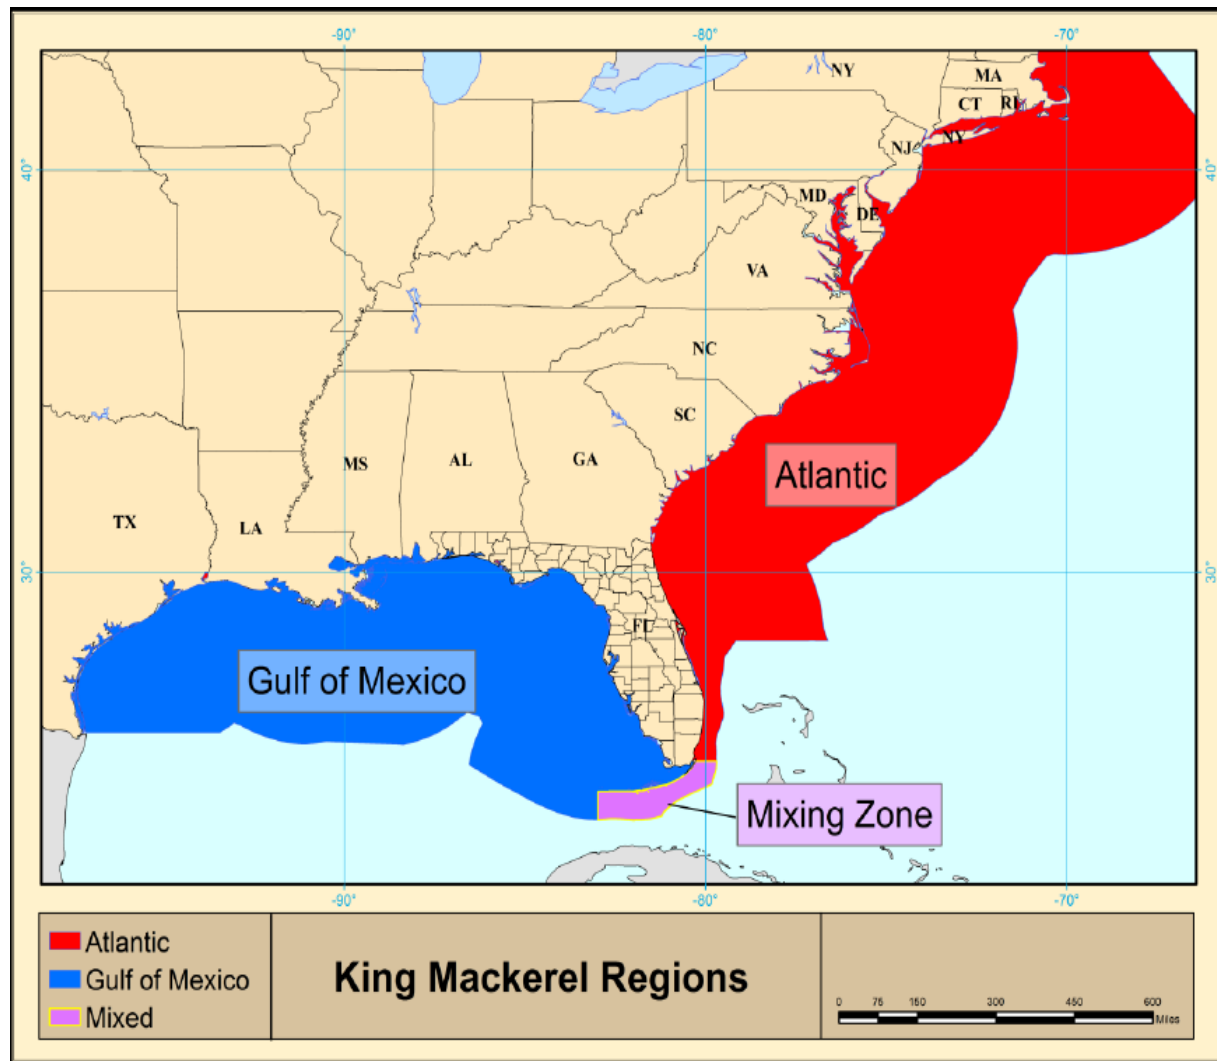 -90°
-80°
-70°
NY
MA
CT
RI
NY
NJ
40°
40°
MD
DE
VA
NC
SC
MS
AL
GA
Atlantic
TX
LA
30°
30°
FL
Gulf of Mexico
Mixing Zone
-90°
-80°
-70°
Atlantic
Gulf of Mexico
Mixed
King Mackerel Regions
0 75 150 300 450 600
Miles